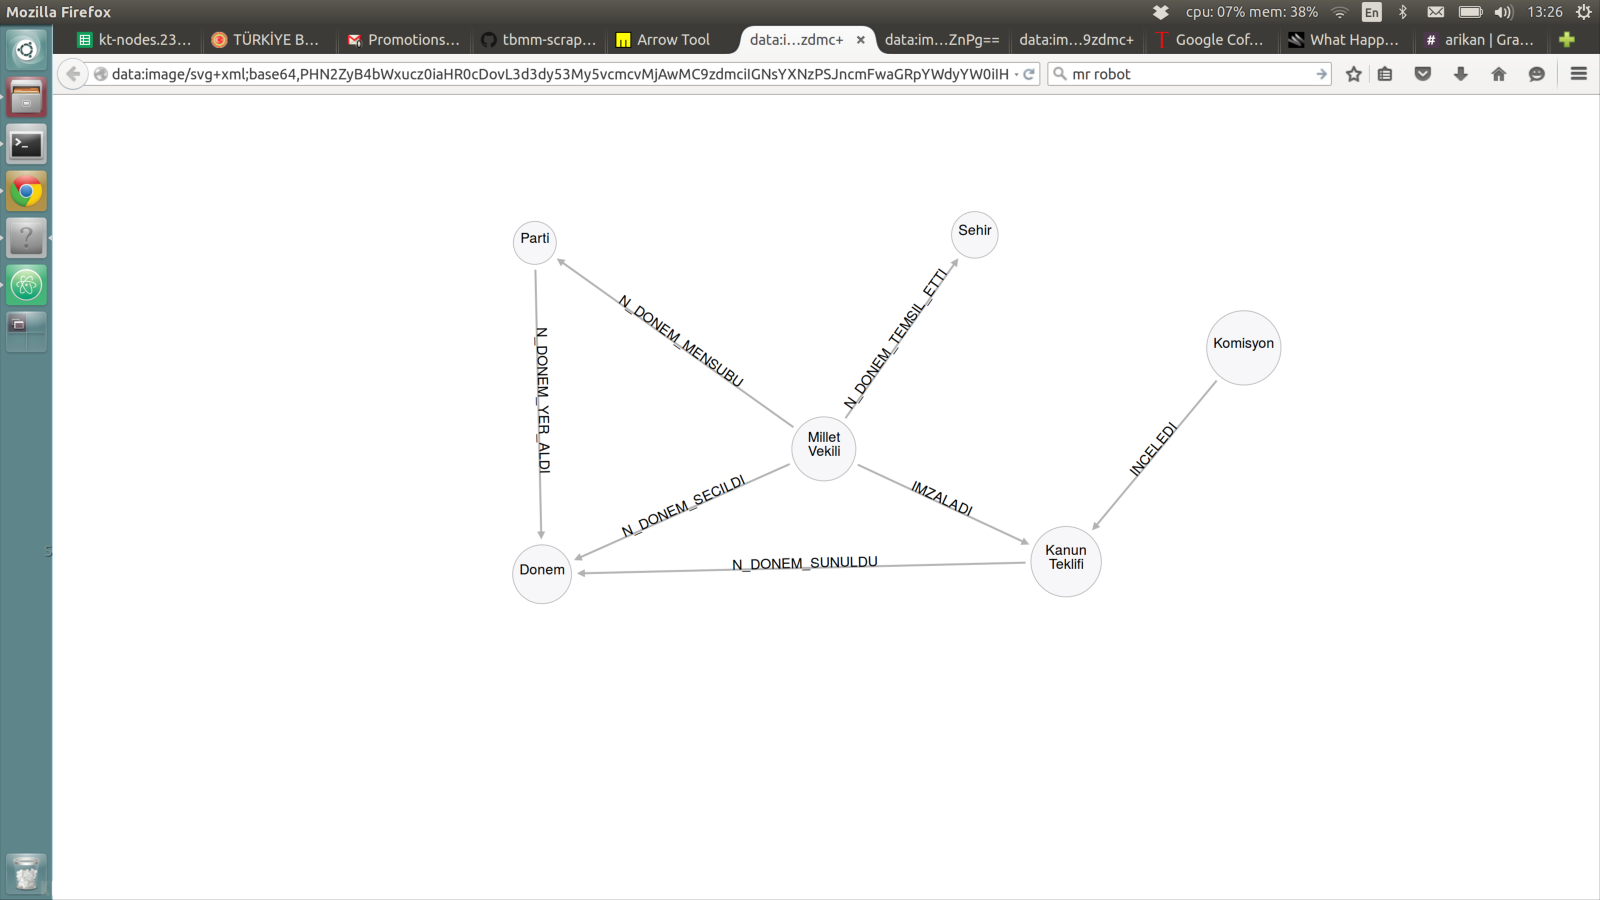 Mozilla Firefox
cpu: 07% mem: 38%
En
13:26
kt-nodes.23...
TÜRKİYE B...
Promotions...
tbmm-scrap...
Arrow Tool
data:i...zdmc+
data:im...ZnPg==
data:im...9zdmc+
Google Cof...
What Happ...
arikan | Gra...
data:image/svg+xml;base64,PHN2ZyB4bWxucz0iaHR0cDovL3d3dy53My5vcmcvMjAwMC9zdmciIGNsYXNzPSJncmFwaGRpYWdyYW0iIH
mr robot
Parti
Sehir
N_DONEM_MENSUBU
N_DONEM_TEMSIL_ETTI
Komisyon
N_DONEM_YER_ALDI
Millet
Vekili
INCELEDI
N_DONEM_SECILDI
IMZALADI
Donem
N_DONEM_SUNULDU
Kanun
Teklifi